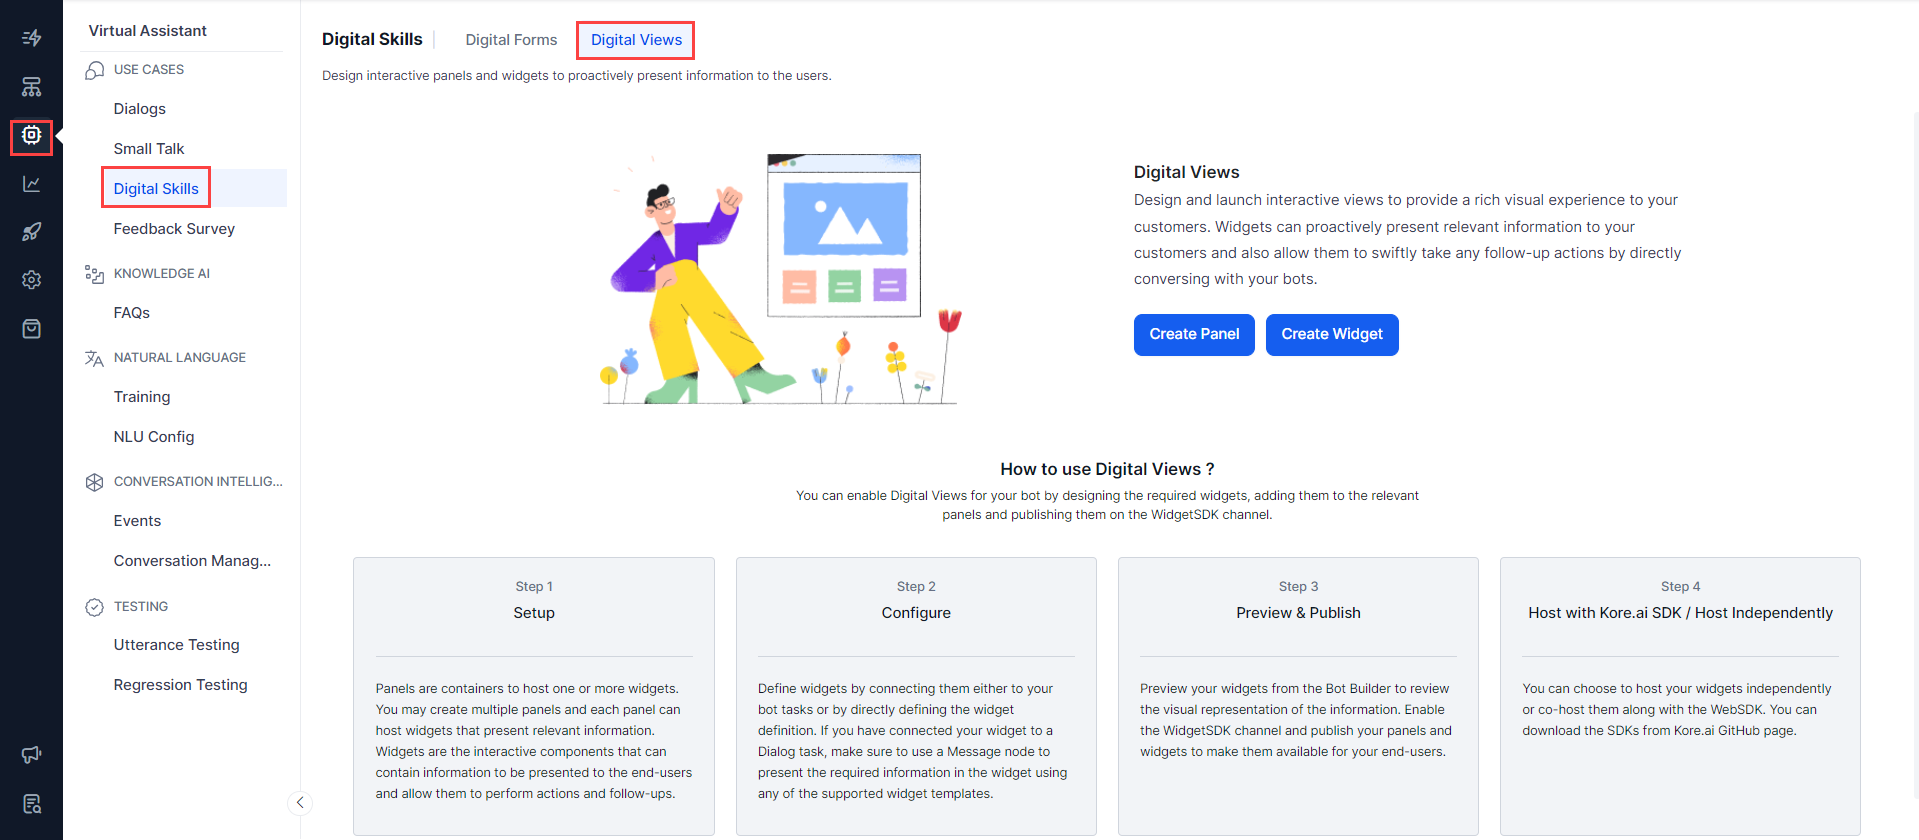 Virtual Assistant
USE CASES
Dialogs
Small Talk
Digital Skills
Feedback Survey
KNOWLEDGE AI
FAQs
NATURAL LANGUAGE
Training
NLU Config
CONVERSATION INTELLIG...
Events
Conversation Manag...
TESTING
Utterance Testing
Regression Testing
Digital Skills
Digital Forms
Digital Views
Design interactive panels and widgets to proactively present information to the users.
Digital Views
Design and launch interactive views to provide a rich visual experience to your
customers. Widgets can proactively present relevant information to your
customers and also allow them to swiftly take any follow-up actions by directly
conversing with your bots.
Create Panel
Create Widget
How to use Digital Views ?
You can enable Digital Views for your bot by designing the required widgets, adding them to the relevant
panels and publishing them on the WidgetSDK channel.
Step 1
Setup
Panels are containers to host one or more widgets.
You may create multiple panels and each panel can
host widgets that present relevant information.
Widgets are the interactive components that can
contain information to be presented to the end-users
and allow them to perform actions and follow-ups.
Step 2
Configure
Define widgets by connecting them either to your
bot tasks or by directly defining the widget
definition. If you have connected your widget to a
Dialog task, make sure to use a Message node to
present the required information in the widget using
any of the supported widget templates.
Step 3
Preview & Publish
Preview your widgets from the Bot Builder to review
the visual representation of the information. Enable
the WidgetSDK channel and publish your panels and
widgets to make them available for your end-users.
Step 4
Host with Kore.ai SDK / Host Independently
You can choose to host your widgets independently
or co-host them along with the WebSDK. You can
download the SDKs from Kore.ai GitHub page.